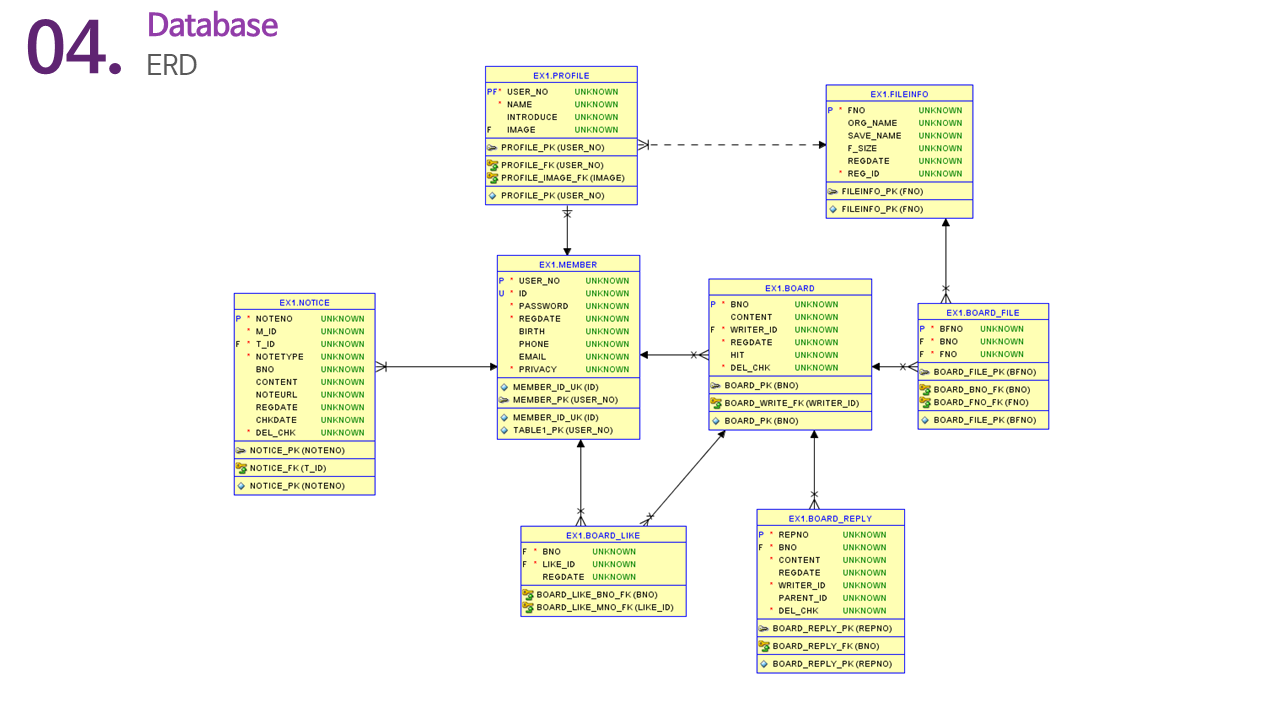 04.
Database
ERD
EX1.PROFILE
PF* USER_NO UNKNOWN
* NAME UNKNOWN
INTRODUCE UNKNOWN
F IMAGE UNKNOWN
PROFILE_PK (USER_NO)
PROFILE_FK (USER_NO)
PROFILE_IMAGE_FK (IMAGE)
PROFILE_PK (USER_NO)
EX1.FILEINFO
P * FNO UNKNOWN
ORG_NAME UNKNOWN
SAVE_NAME UNKNOWN
F_SIZE UNKNOWN
REGDATE UNKNOWN
* REG_ID UNKNOWN
FILEINFO_PK (FNO)
FILEINFO_PK (FNO)
EX1.NOTICE
P * NOTENO UNKNOWN
* M_ID UNKNOWN
F * T_ID UNKNOWN
* NOTETYPE UNKNOWN
BNO UNKNOWN
CONTENT UNKNOWN
NOTEURL UNKNOWN
REGDATE UNKNOWN
CHKDATE UNKNOWN
* DEL_CHK UNKNOWN
NOTICE_PK (NOTENO)
NOTICE_FK (T_ID)
NOTICE_PK (NOTENO)
EX1.MEMBER
P * USER_NO UNKNOWN
U * ID UNKNOWN
* PASSWORD UNKNOWN
* REGDATE UNKNOWN
BIRTH UNKNOWN
PHONE UNKNOWN
EMAIL UNKNOWN
* PRIVACY UNKNOWN
MEMBER_ID_UK (ID)
MEMBER_PK (USER_NO)
MEMBER_ID_UK (ID)
TABLE1_PK (USER_NO)
EX1.BOARD
P * BNO UNKNOWN
CONTENT UNKNOWN
F * WRITER_ID UNKNOWN
* REGDATE UNKNOWN
HIT UNKNOWN
* DEL_CHK UNKNOWN
BOARD_PK (BNO)
BOARD_WRITE_FK (WRITER_ID)
BOARD_PK (BNO)
EX1.BOARD_FILE
P * BFNO UNKNOWN
F * BNO UNKNOWN
F * FNO UNKNOWN
BOARD_FILE_PK (BFNO)
BOARD_BNO_FK (BNO)
BOARD_FNO_FK (FNO)
BOARD_FILE_PK (BFNO)
EX1.BOARD_LIKE
F * BNO UNKNOWN
F * LIKE_ID UNKNOWN
REGDATE UNKNOWN
BOARD_LIKE_BNO_FK (BNO)
BOARD_LIKE_MNO_FK (LIKE_ID)
EX1.BOARD_REPLY
P * REPNO UNKNOWN
F * BNO UNKNOWN
* CONTENT UNKNOWN
REGDATE UNKNOWN
* WRITER_ID UNKNOWN
PARENT_ID UNKNOWN
* DEL_CHK UNKNOWN
BOARD_REPLY_PK (REPNO)
BOARD_REPLY_FK (BNO)
BOARD_REPLY_PK (REPNO)